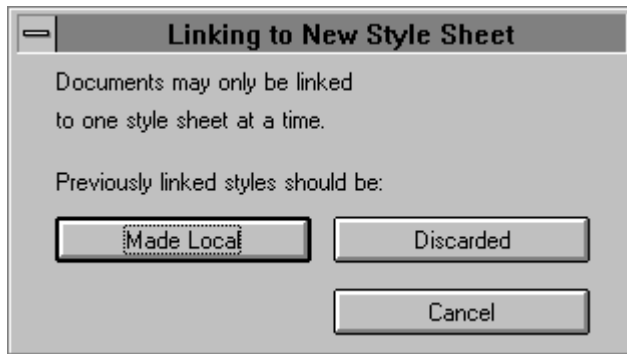 Linking to New Style Sheet
Documents may only be linked
to one style sheet at a time.
Previously linked styles should be:
Made Local
Discarded
Cancel